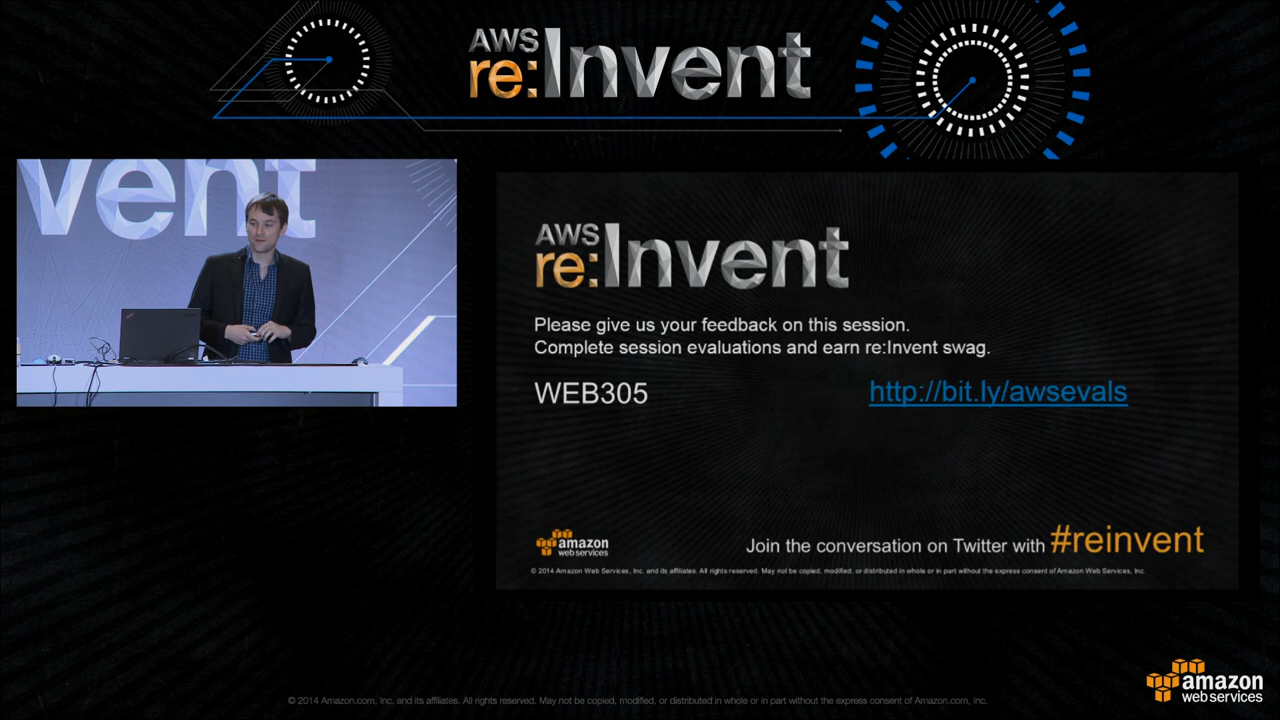 AWS
re:Invent
vent
AWS
re:Invent
Please give us your feedback on this session.
Complete session evaluations and earn re:Invent swag.
WEB305
http://bit.ly/awsevals
amazon
web services
Join the conversation on Twitter with #reinvent
© 2014 Amazon Web Services, Inc. and its affiliates. All rights reserved. May not be copied, modified, or distributed in whole or in part without the express consent of Amazon Web Services, Inc.
amazon
web services
© 2014 Amazon.com, Inc. and its affiliates. All rights reserved. May not be copied, modified, or distributed in whole or in part without the express consent of Amazon.com, Inc.